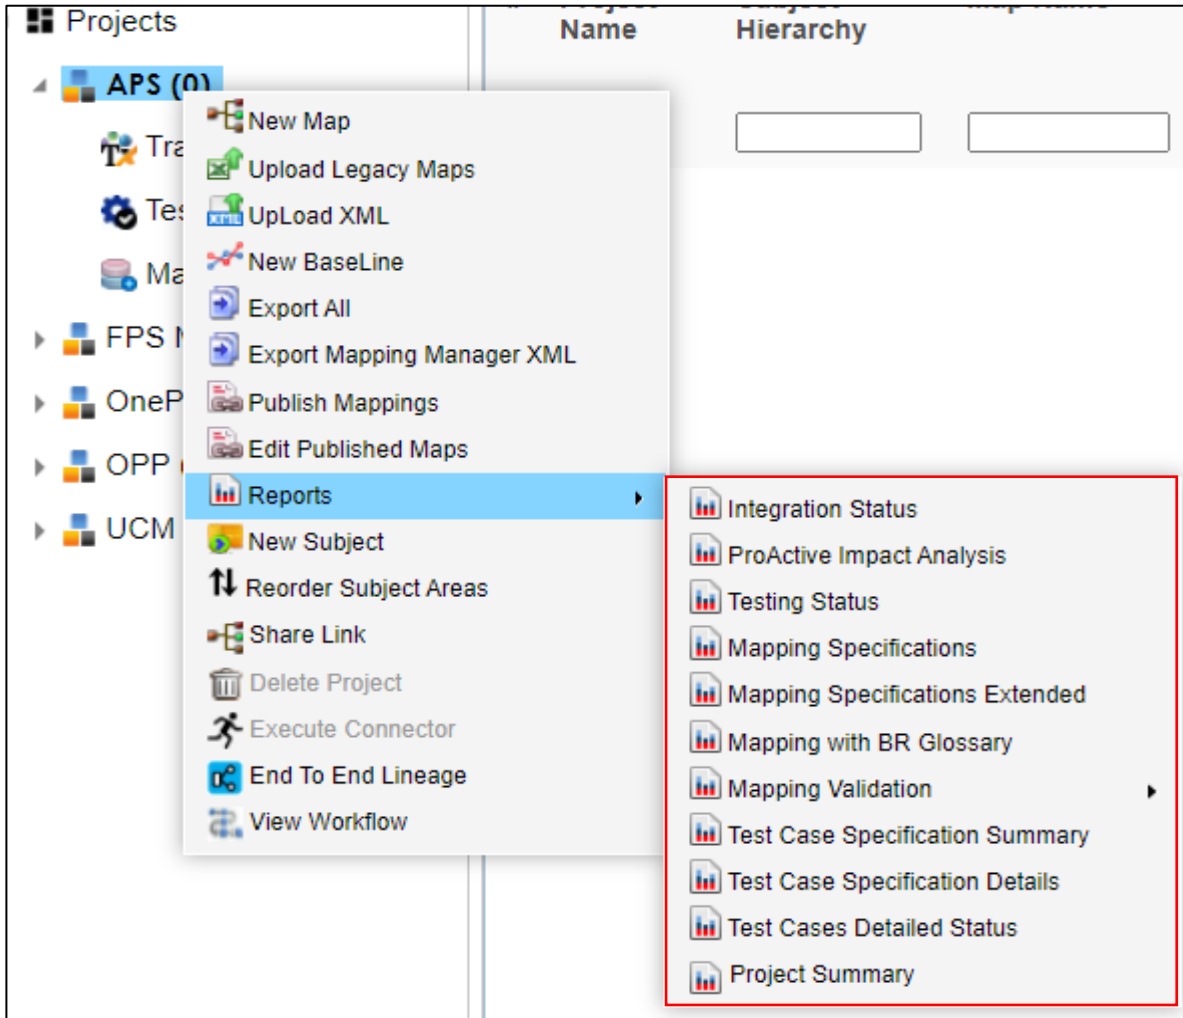 Projects
Name
Hierarchy
APS (0)
Tra
Tes
Ma
FPS
OneP
OPP
UCM
New Map
Upload Legacy Maps
UpLoad XML
New BaseLine
Export All
Export Mapping Manager XML
Publish Mappings
Edit Published Maps
Reports
New Subject
Reorder Subject Areas
Share Link
Delete Project
Execute Connector
End To End Lineage
View Workflow
Integration Status
ProActive Impact Analysis
Testing Status
Mapping Specifications
Mapping Specifications Extended
Mapping with BR Glossary
Mapping Validation
Test Case Specification Summary
Test Case Specification Details
Test Cases Detailed Status
Project Summary